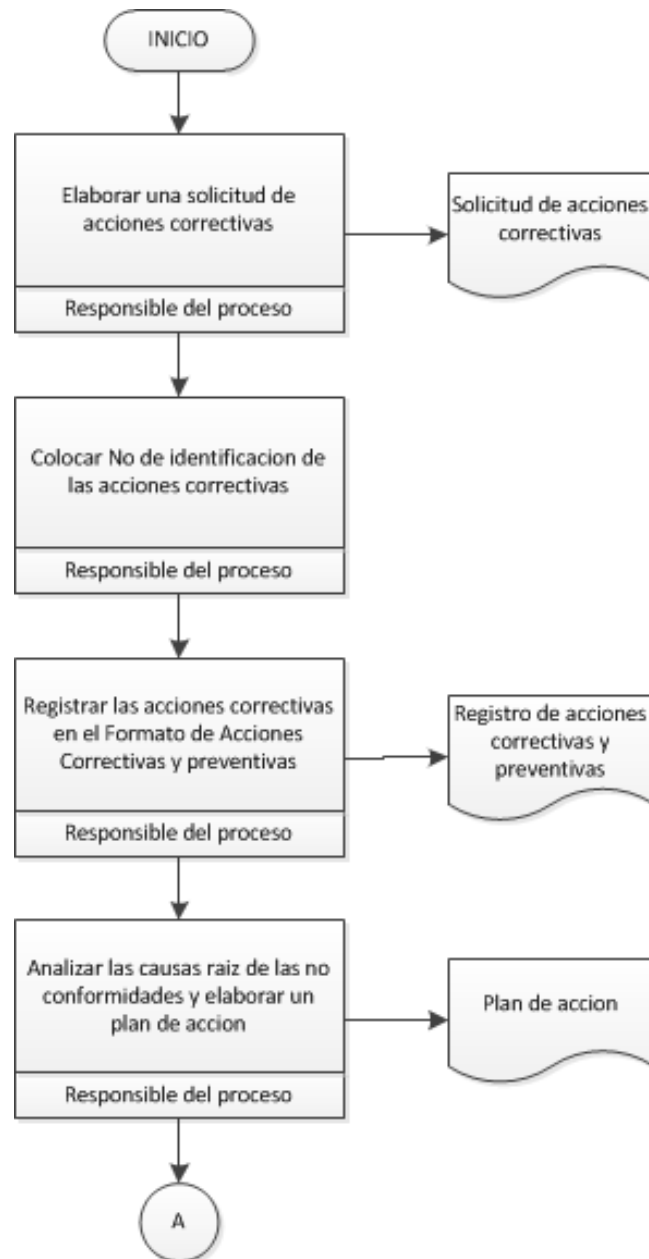 INICIO
Elaborar una solicitud de
acciones correctivas
Responsible del proceso
Solicitud de acciones
correctivas
Colocar No de identificacion de
las acciones correctivas
Responsible del proceso
Registrar las acciones correctivas
en el Formato de Acciones
Correctivas y preventivas
Responsible del proceso
Registro de acciones
correctivas y
preventivas
Analizar las causas raiz de las no
conformidades y elaborar un
plan de accion
Responsible del proceso
Plan de accion
A